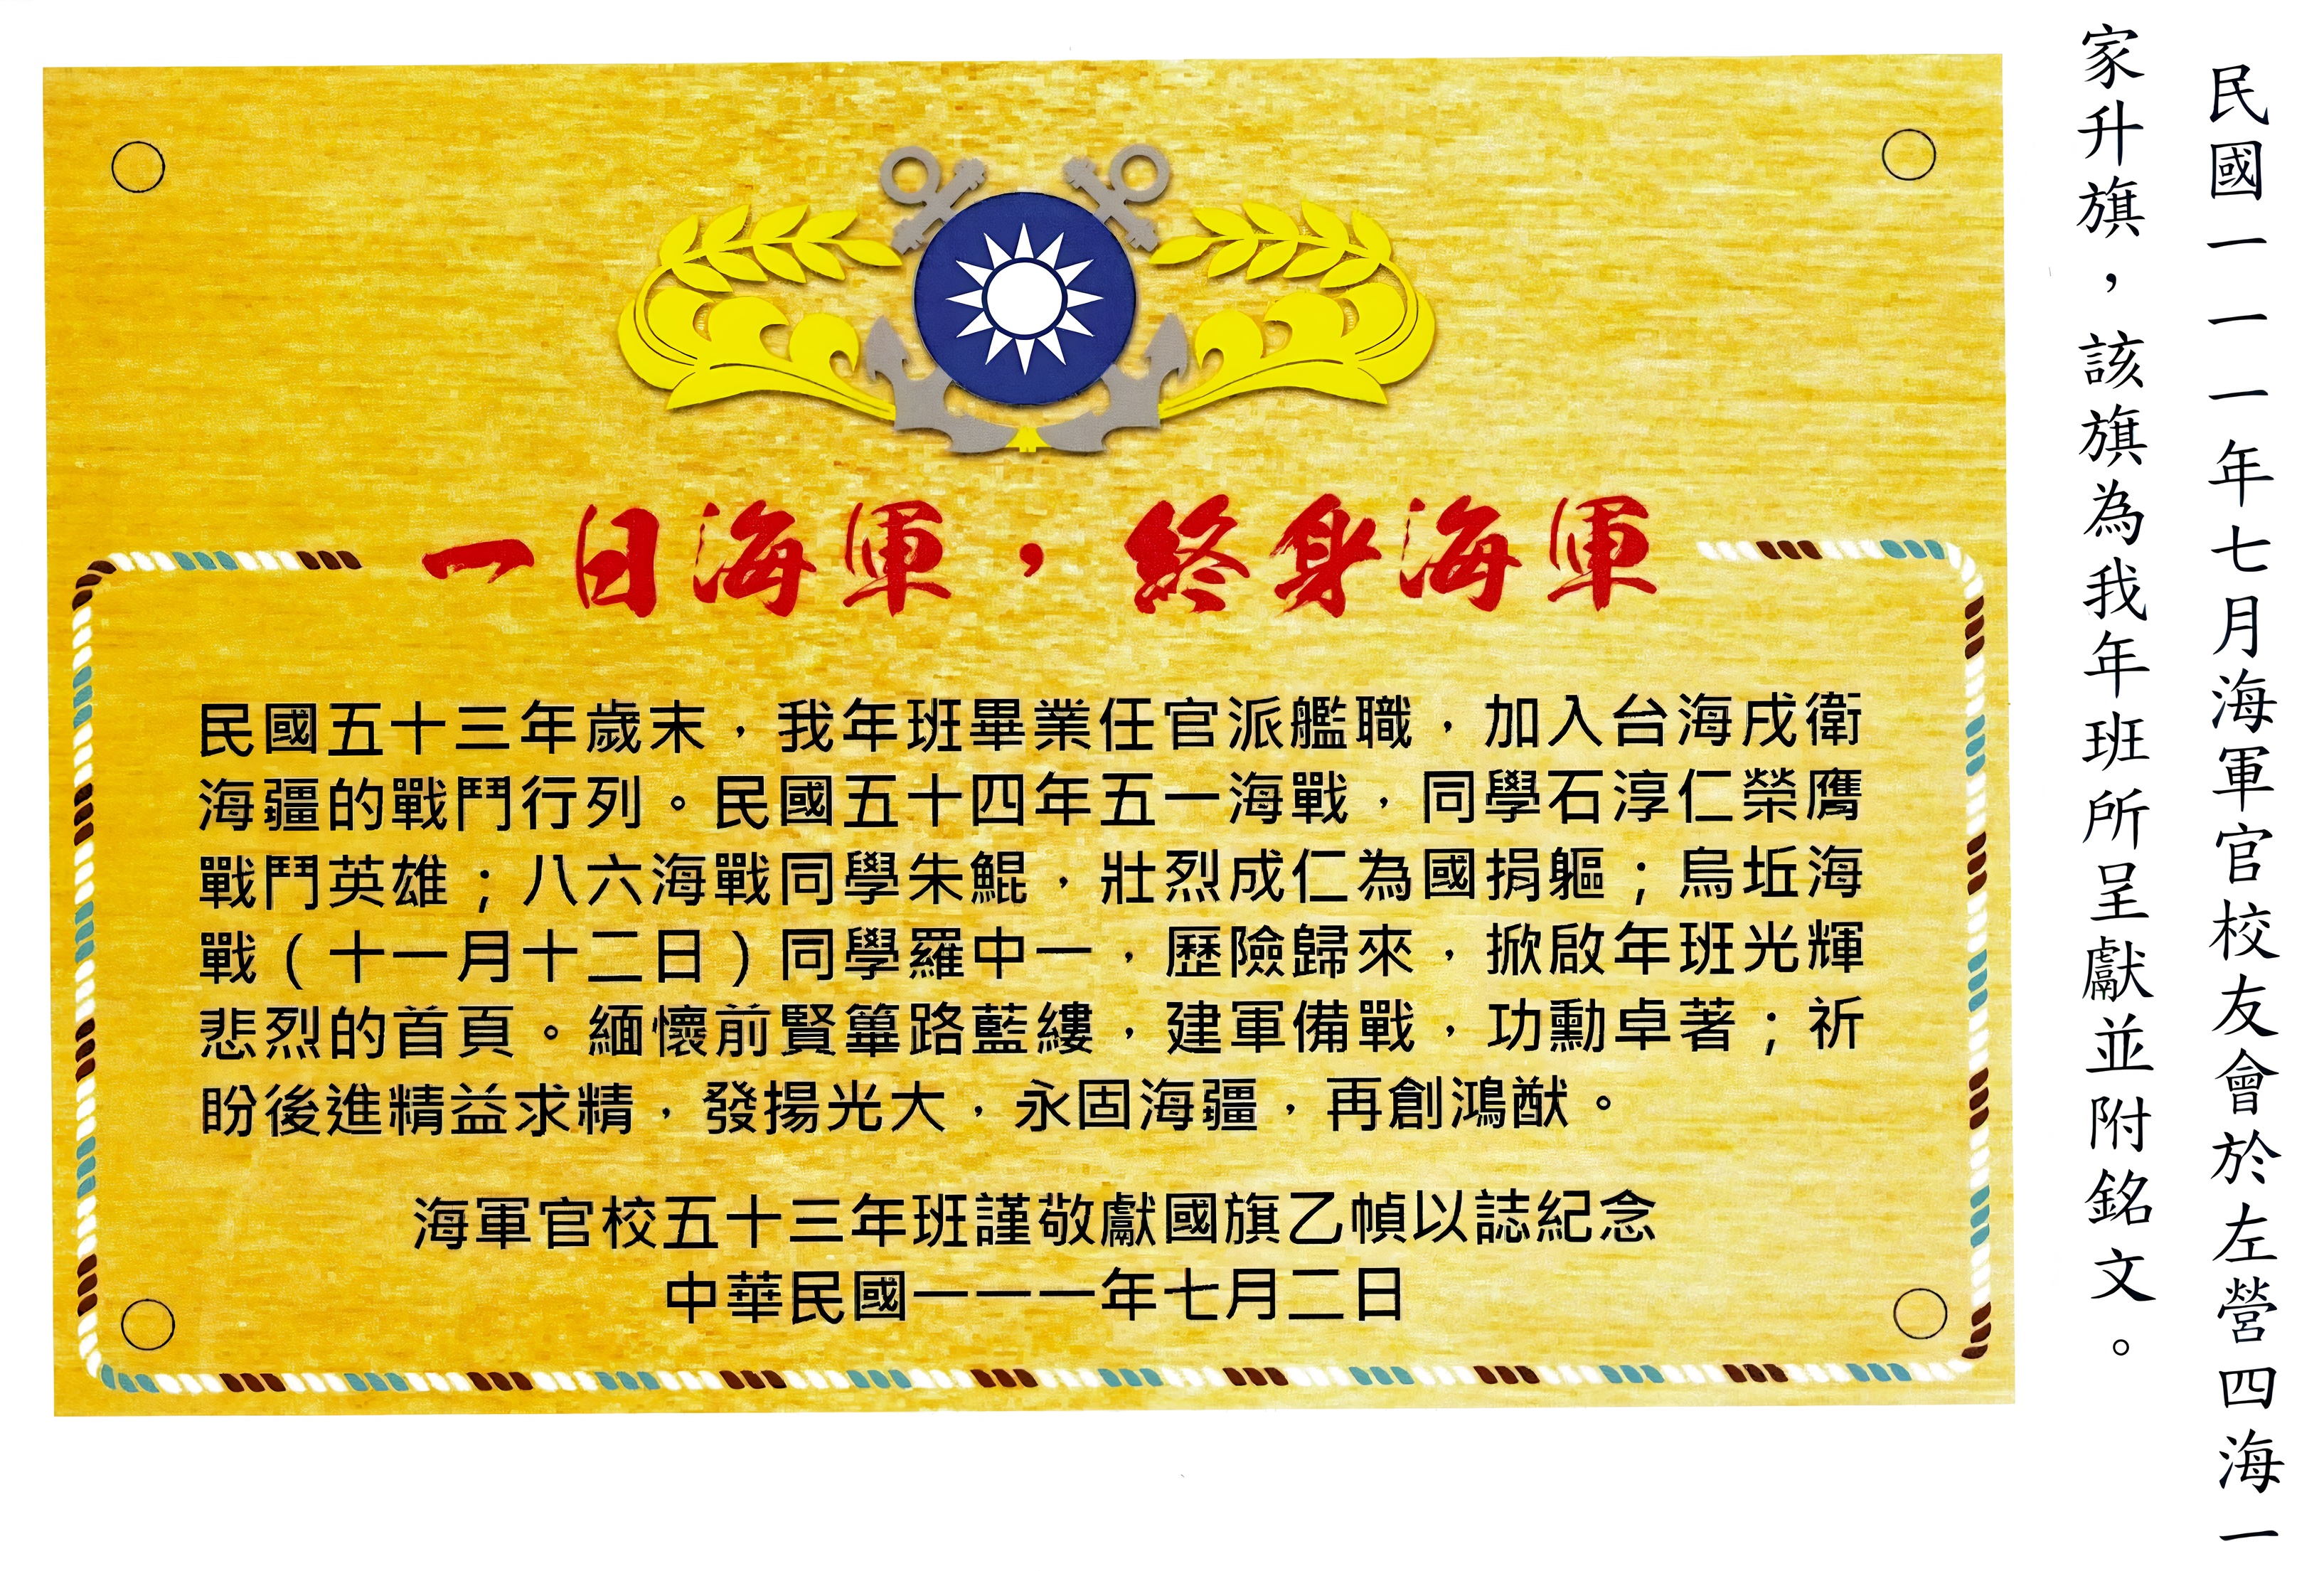 民國一一一年七月海軍官校校友會於左營四海一
家升旗，該旗為我年班所呈獻並附銘文。
一日海軍，終身海軍
民國五十三年歲末，我年班畢業任官派艦職，加入台海戍衛
海疆的戰鬥行列。民國五十四年五一海戰，同學石淳仁榮膺
戰鬥英雄；八六海戰同學朱鯤，壯烈成仁為國捐軀；烏坵海
戰（十一月十二日）同學羅中一，歷險歸來，掀啟年班光輝
悲烈的首頁。緬懷前賢篳路藍縷，建軍備戰，功勳卓著；祈
盼後進精益求精，發揚光大，永固海疆，再創鴻猷。
海軍官校五十三年班謹敬獻國旗乙幀以誌紀念
中華民國一一一年七月二日